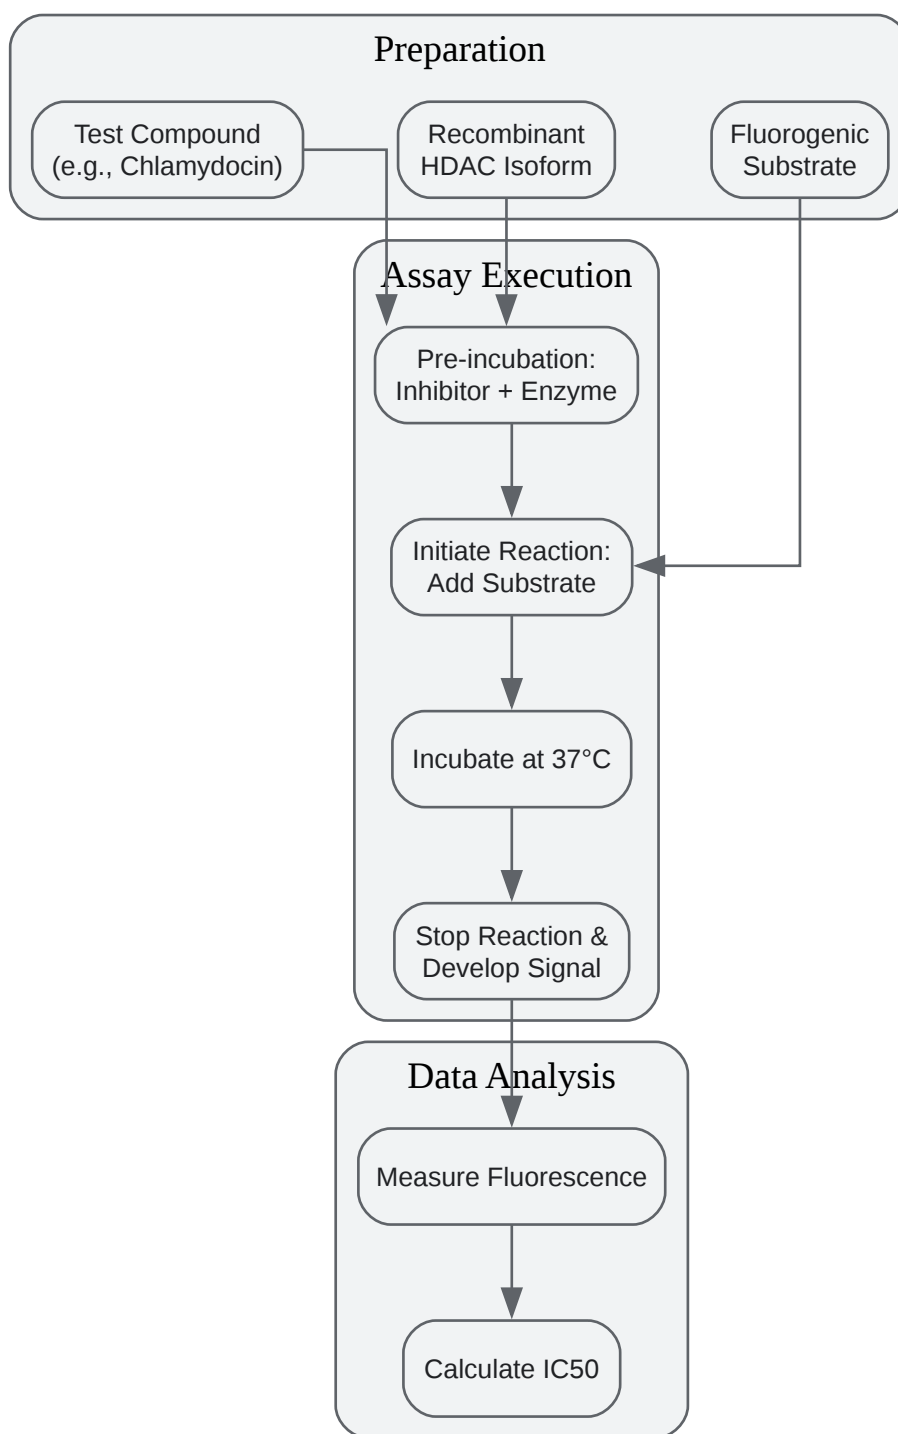 Preparation
Test Compound
(e.g., Chlamydocin)
Recombinant
HDAC Isoform
Fluorogenic
Substrate
Assay Execution
Pre-incubation:
Inhibitor + Enzyme
Initiate Reaction:
Add Substrate
Incubate at 37°C
Stop Reaction &
Develop Signal
Data Analysis
Measure Fluorescence
Calculate IC50